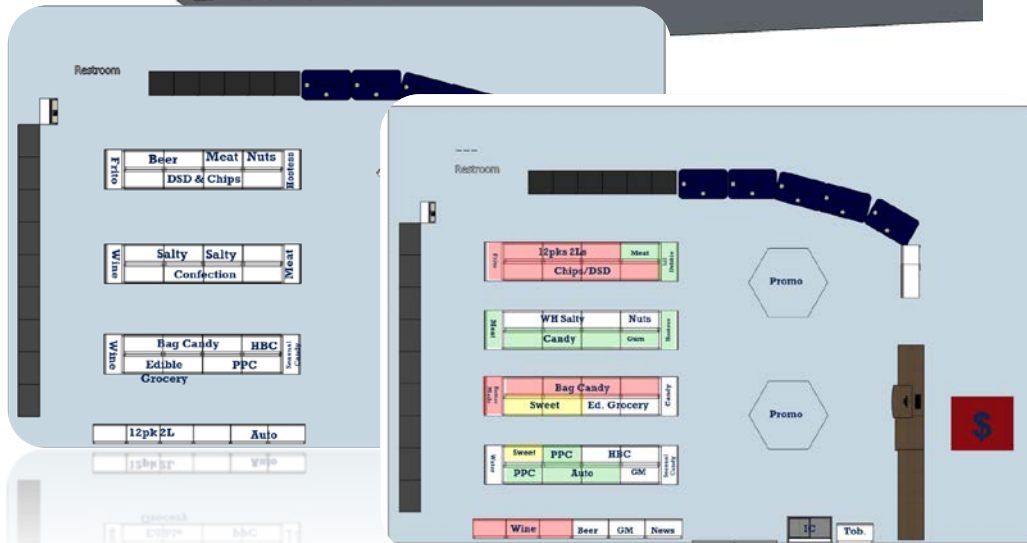 Restroom
Frito
Beer Meat Nuts
DSD & Chips
Hostess
Wine
Salty Salty
Confection
Meat
Wine
Bag Candy HBC
Edible PPC
Grocery
Seasonal Candy
12pk 2L Auto
Restroom
Frito
12pks 2Ls Meat
Chips/DSD
Lil Debbie
Meat
WH Salty Nuts
Candy Gum
Hostess
Bag Candy
Sweet Ed. Grocery
Candy
Water
Sweet PPC HBC
PPC Auto GM
Seasonal Candy
Wine Beer GM News
Promo
Promo
$
IC Tob.